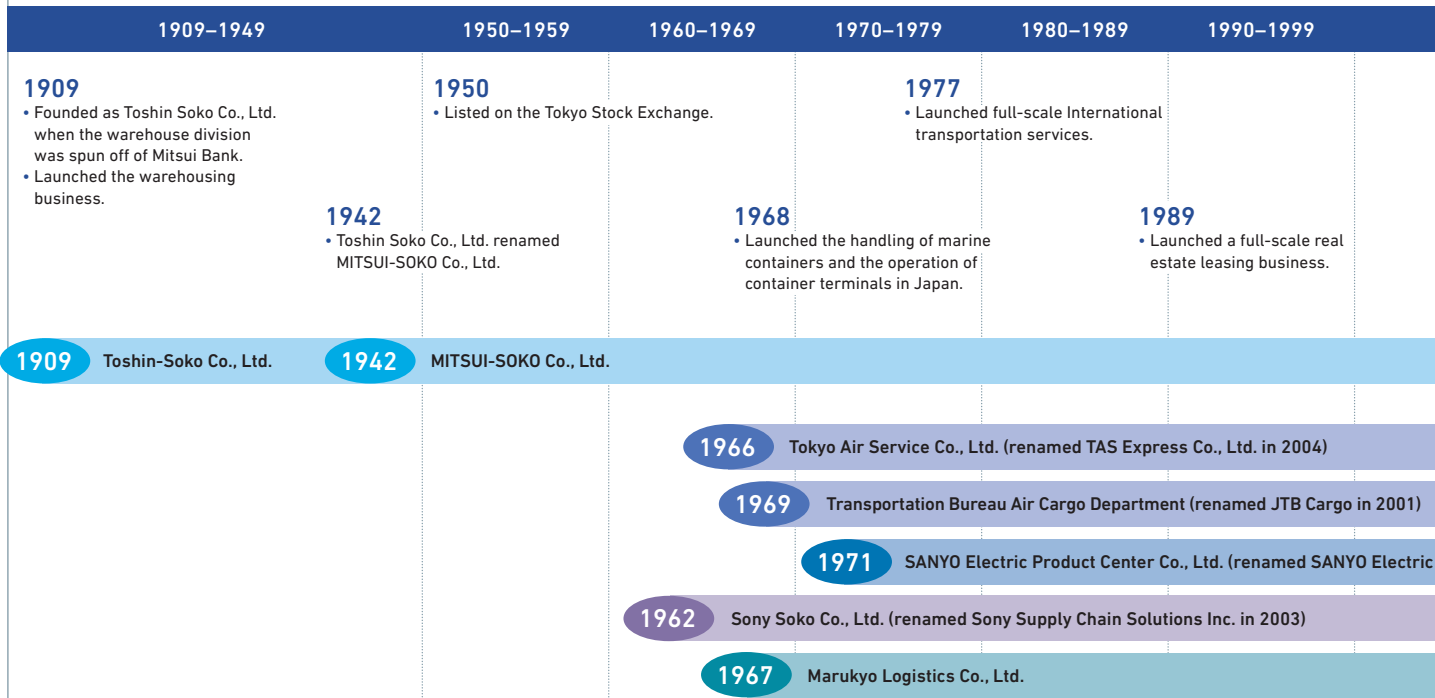 1909–1949
1950–1959
1960–1969
1970–1979
1980–1989
1990–1999
1909
• Founded as Toshin Soko Co., Ltd.
when the warehouse division
was spun off of Mitsui Bank.
• Launched the warehousing
business.
1942
• Toshin Soko Co., Ltd. renamed
MITSUI-SOKO Co., Ltd.
1950
• Listed on the Tokyo Stock Exchange.
1968
• Launched the handling of marine
containers and the operation of
container terminals in Japan.
1977
• Launched full-scale International
transportation services.
1989
• Launched a full-scale real
estate leasing business.
1909 Toshin-Soko Co., Ltd. 1942 MITSUI-SOKO Co., Ltd.
1966 Tokyo Air Service Co., Ltd. (renamed TAS Express Co., Ltd. in 2004)
1969 Transportation Bureau Air Cargo Department (renamed JTB Cargo in 2001)
1971 SANYO Electric Product Center Co., Ltd. (renamed SANYO Electric
1962 Sony Soko Co., Ltd. (renamed Sony Supply Chain Solutions Inc. in 2003)
1967 Marukyo Logistics Co., Ltd.